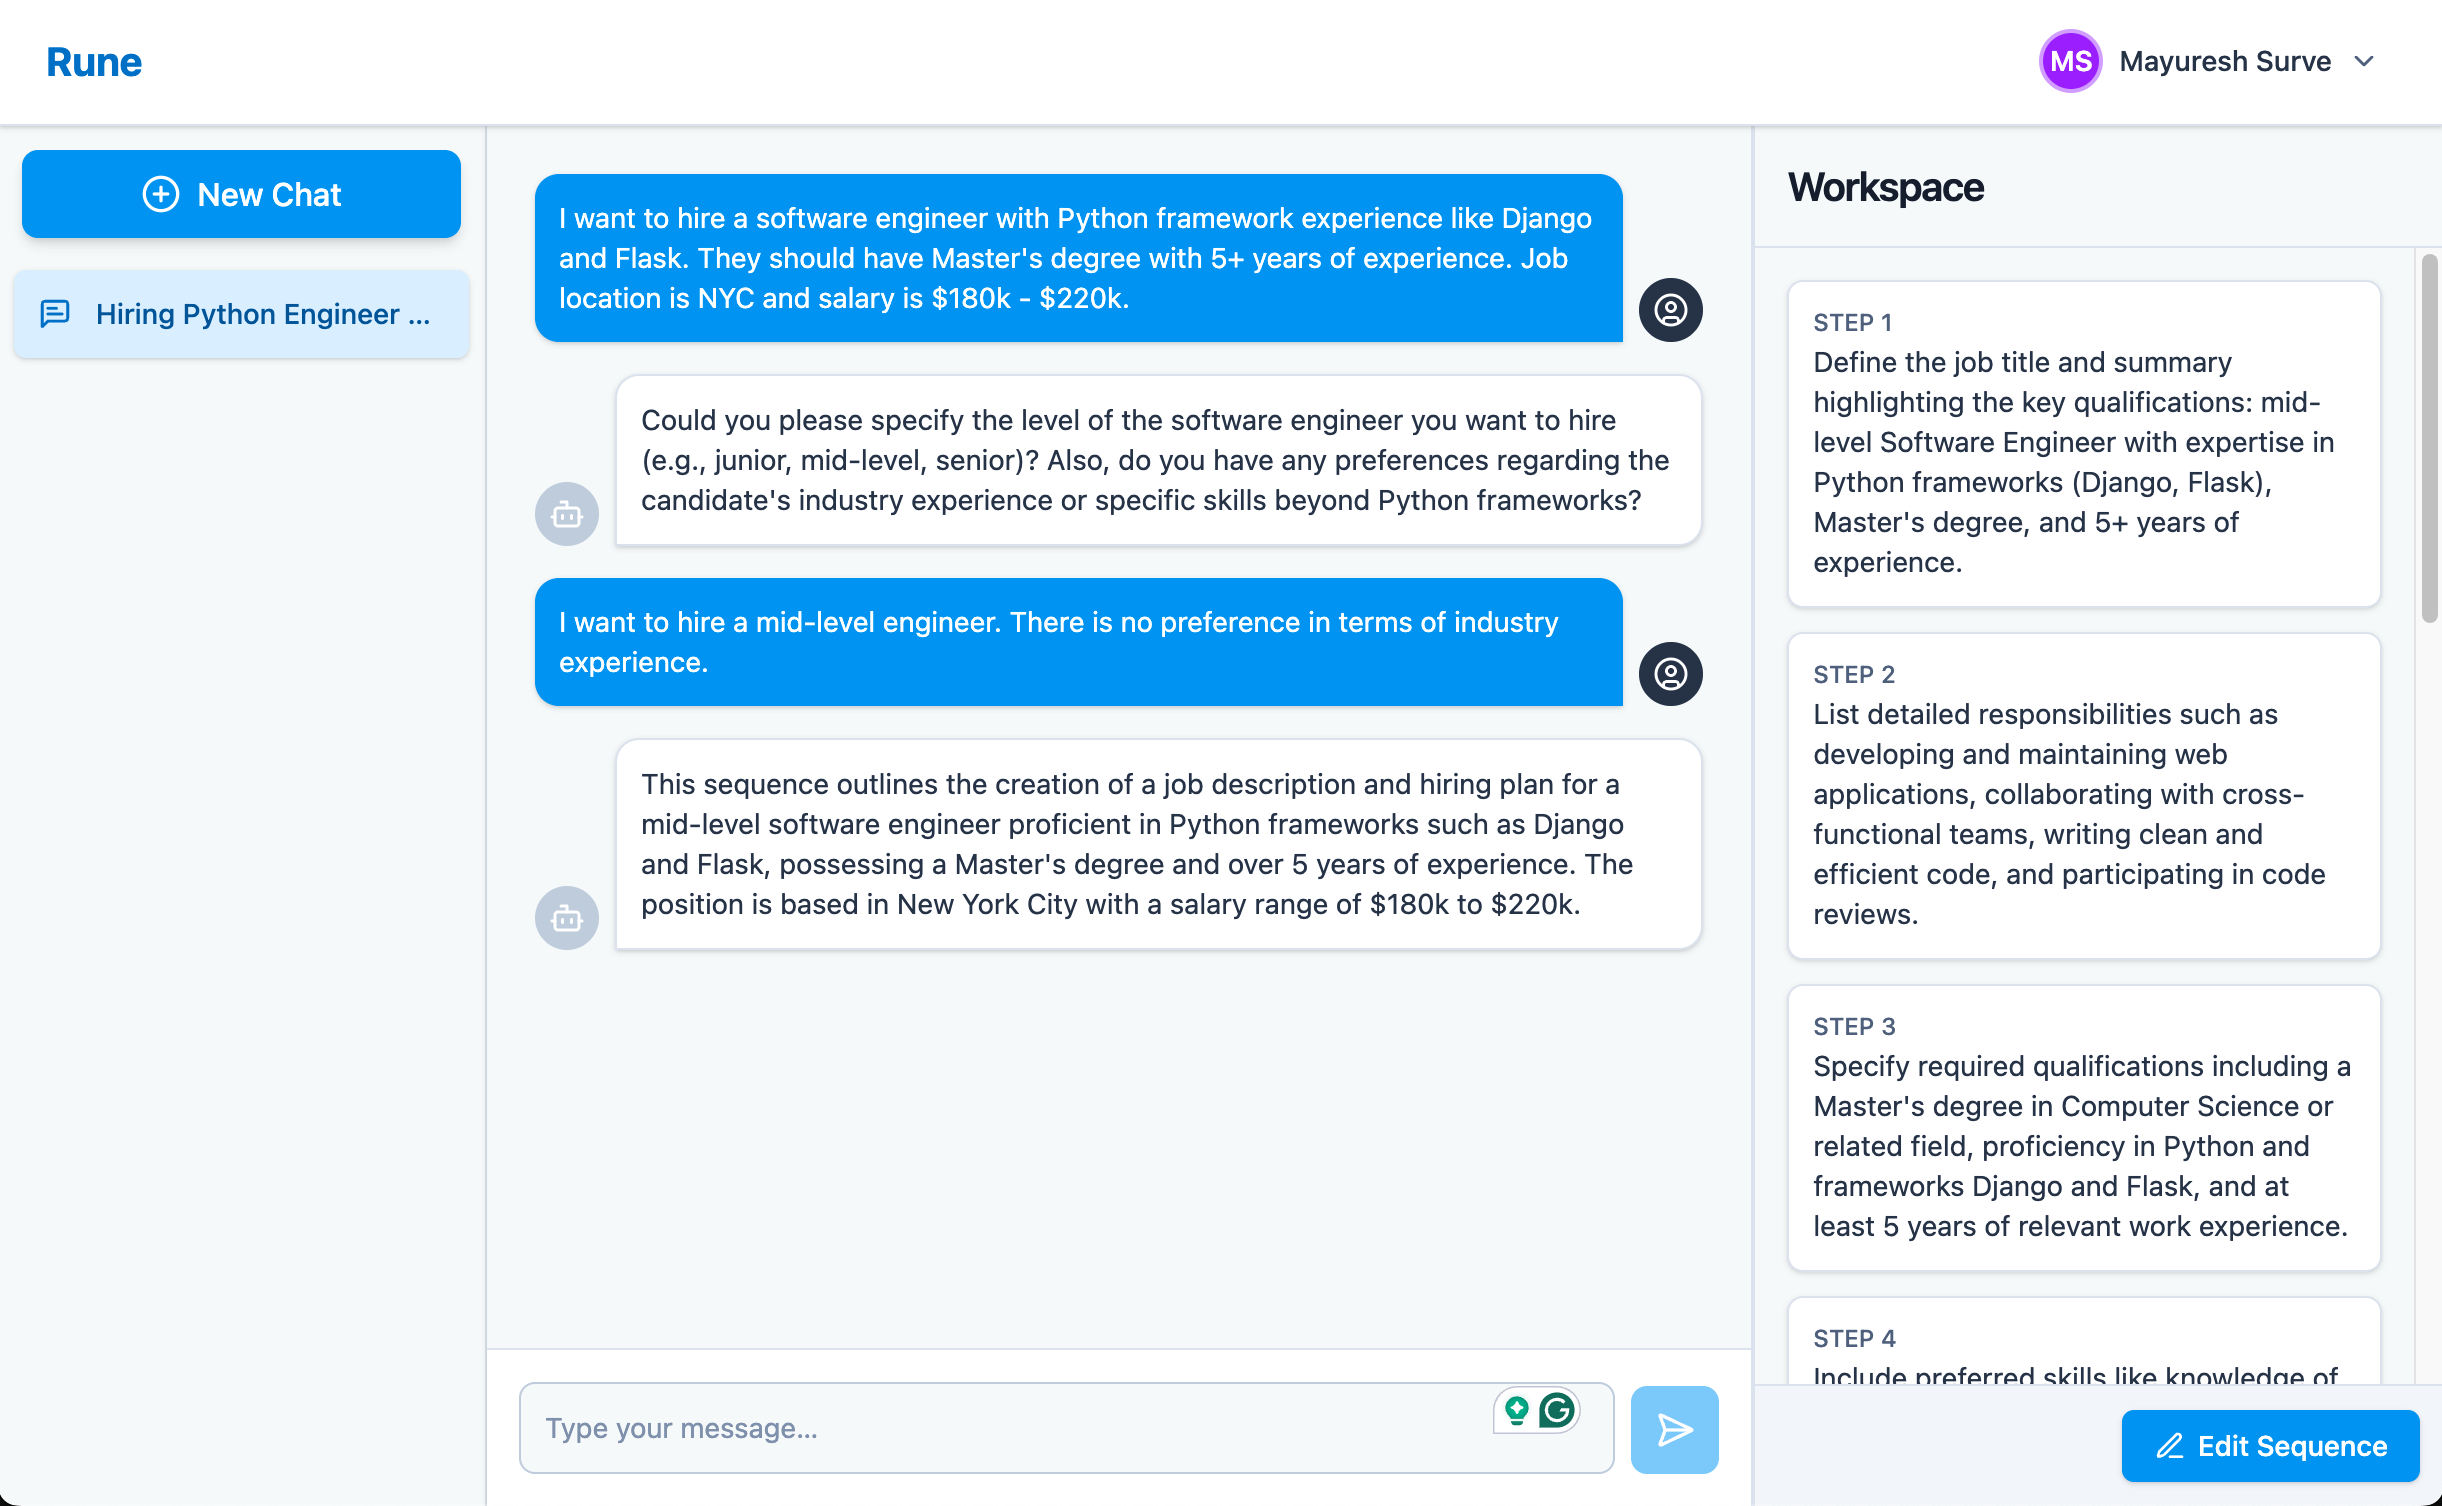 Rune
MS Mayuresh Surve
New Chat
Hiring Python Engineer ...
I want to hire a software engineer with Python framework experience like Django
and Flask. They should have Master's degree with 5+ years of experience. Job
location is NYC and salary is $180k - $220k.
Could you please specify the level of the software engineer you want to hire
(e.g., junior, mid-level, senior)? Also, do you have any preferences regarding the
candidate's industry experience or specific skills beyond Python frameworks?
I want to hire a mid-level engineer. There is no preference in terms of industry
experience.
This sequence outlines the creation of a job description and hiring plan for a
mid-level software engineer proficient in Python frameworks such as Django
and Flask, possessing a Master's degree and over 5 years of experience. The
position is based in New York City with a salary range of $180k to $220k.
Type your message...
Workspace
STEP 1
Define the job title and summary
highlighting the key qualifications: mid-
level Software Engineer with expertise in
Python frameworks (Django, Flask),
Master's degree, and 5+ years of
experience.
STEP 2
List detailed responsibilities such as
developing and maintaining web
applications, collaborating with cross-
functional teams, writing clean and
efficient code, and participating in code
reviews.
STEP 3
Specify required qualifications including a
Master's degree in Computer Science or
related field, proficiency in Python and
frameworks Django and Flask, and at
least 5 years of relevant work experience.
STEP 4
Include preferred skills like knowledge of
Edit Sequence